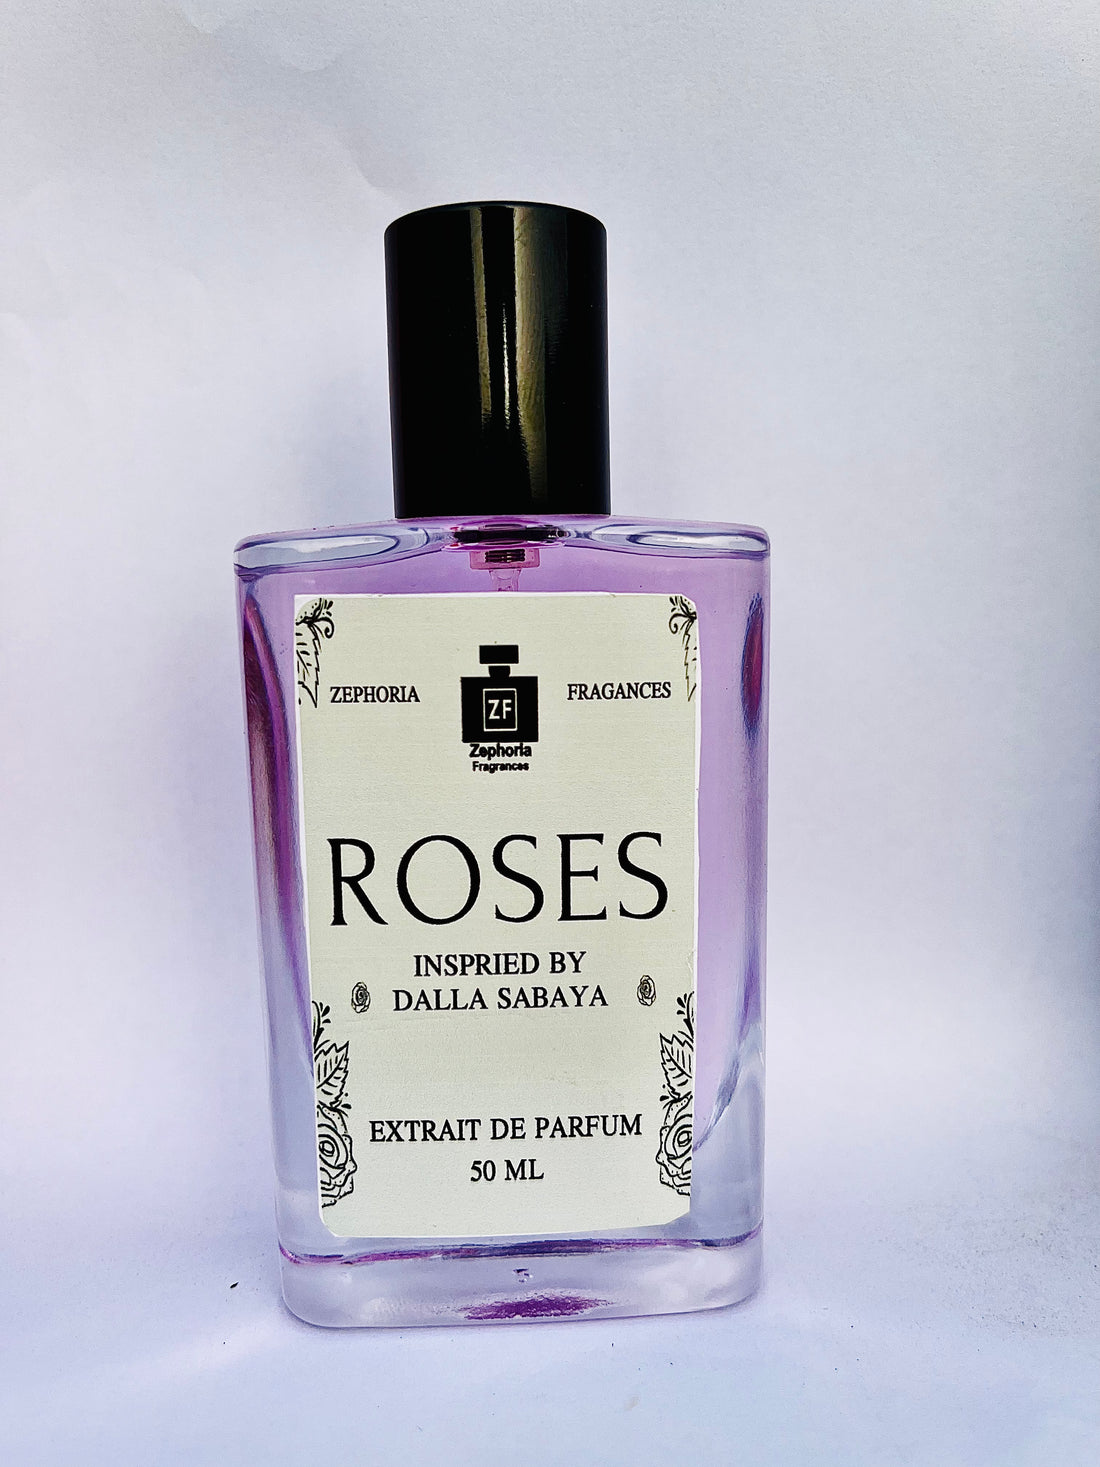 ZEPHORIA
FRAGANCES
ZF
Zephoria
Fragrances
ROSES
INSPRIED BY
DALLA SABAYA
EXTRAIT DE PARFUM
50 ML